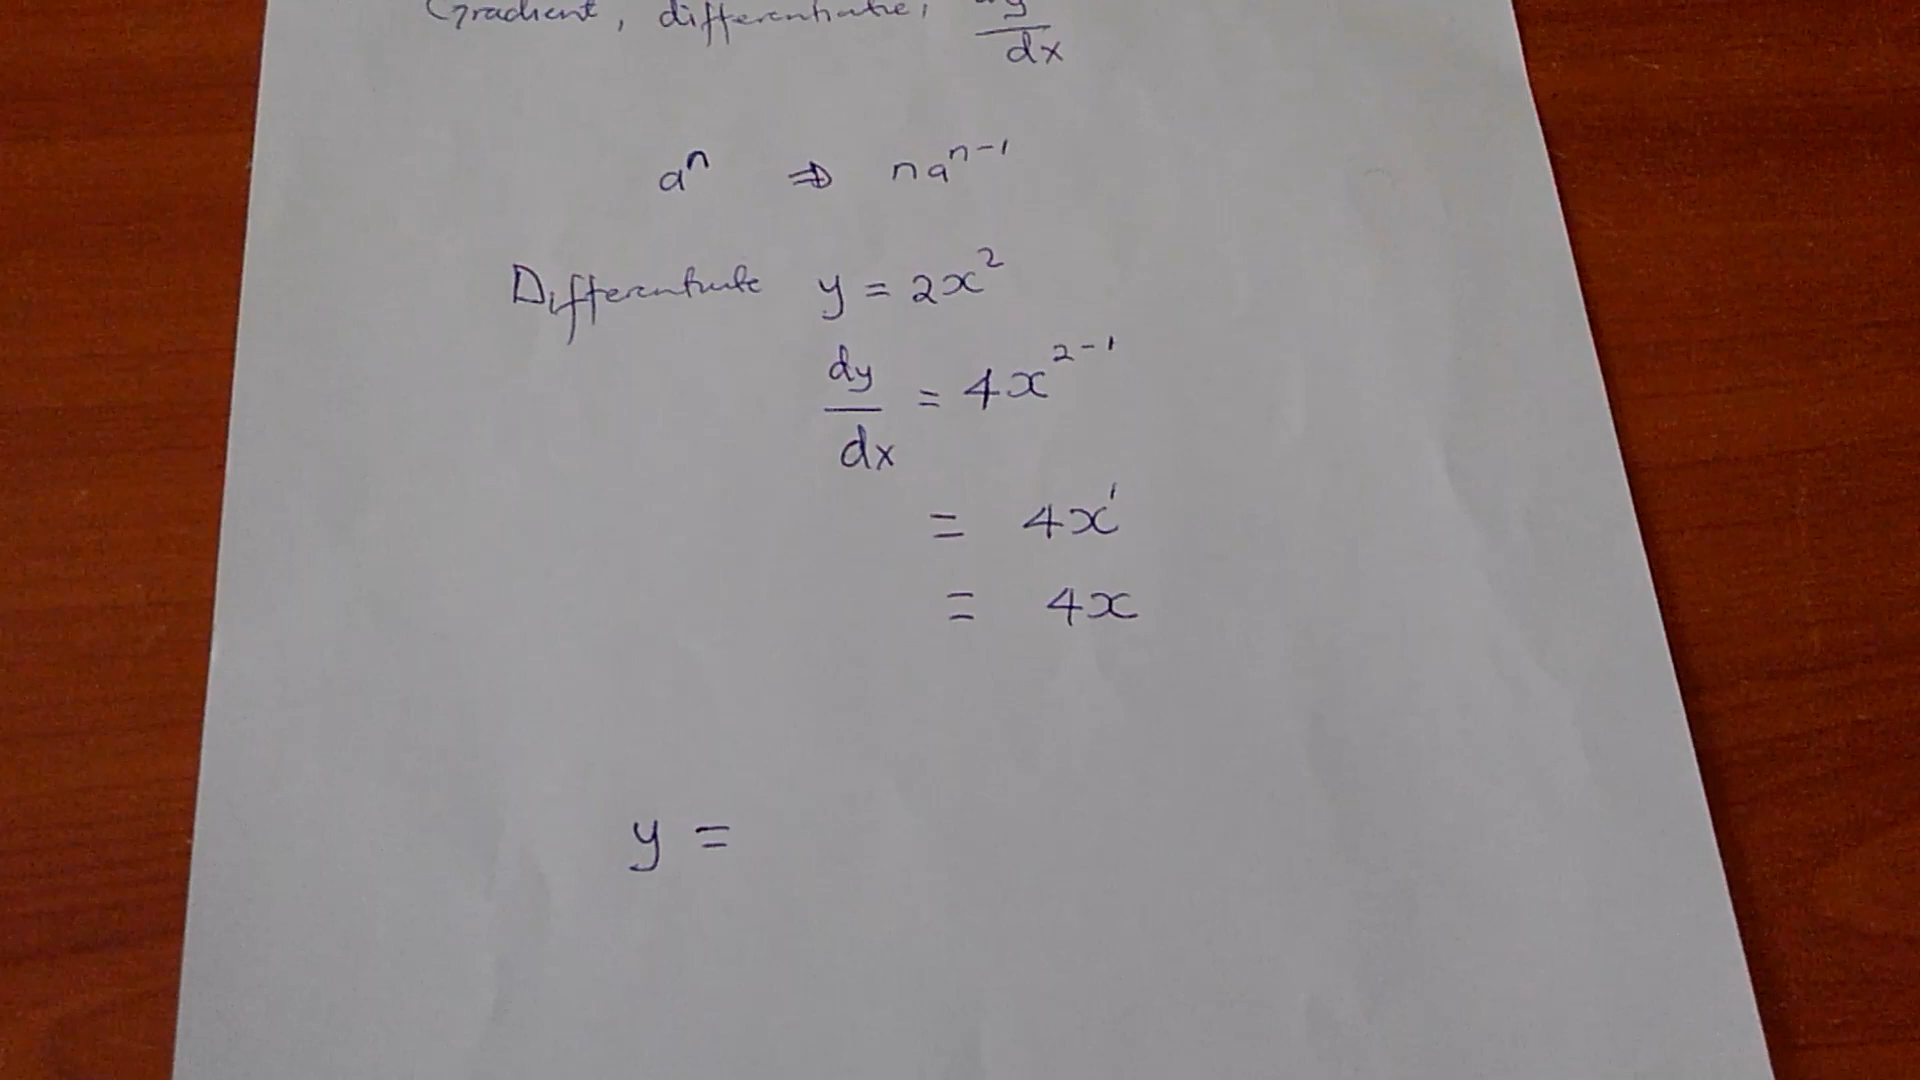 Gradient, differentiate, dy/dx
aⁿ ⇒ naⁿ⁻¹
Differentiate y = 2x²
dy/dx = 4x²⁻¹
= 4x¹
= 4x
y =